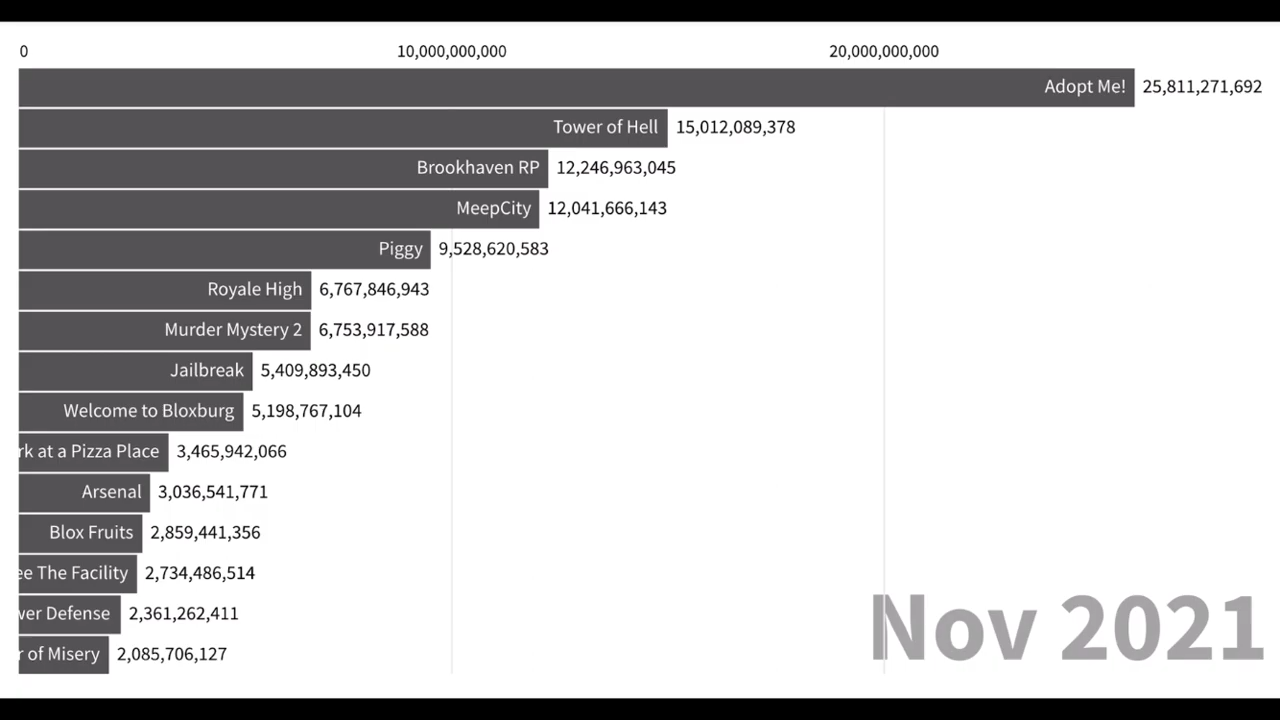 0 10,000,000,000 20,000,000,000
Adopt Me! 25,811,271,692
Tower of Hell 15,012,089,378
Brookhaven RP 12,246,963,045
MeepCity 12,041,666,143
Piggy 9,528,620,583
Royale High 6,767,846,943
Murder Mystery 2 6,753,917,588
Jailbreak 5,409,893,450
Welcome to Bloxburg 5,198,767,104
rk at a Pizza Place 3,465,942,066
Arsenal 3,036,541,771
Blox Fruits 2,859,441,356
ee The Facility 2,734,486,514
wer Defense 2,361,262,411
r of Misery 2,085,706,127
Nov 2021